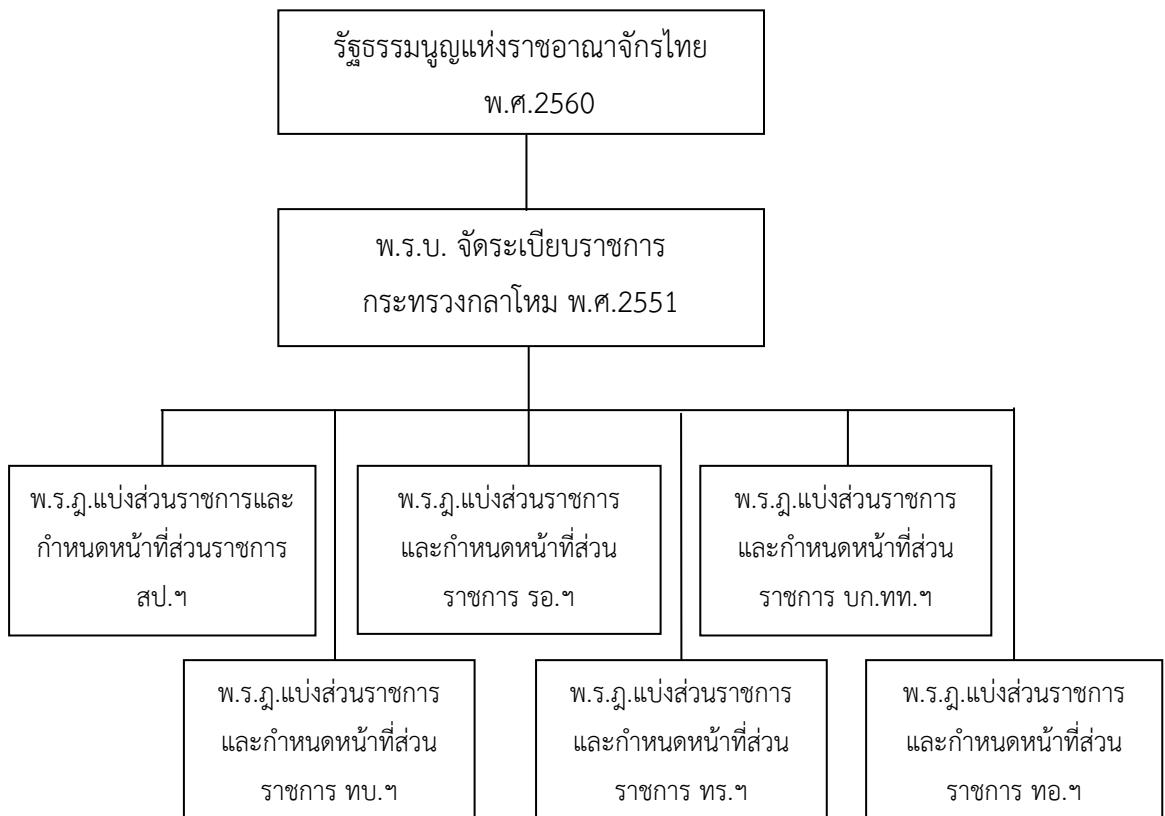 รัฐธรรมนูญแห่งราชอาณาจักรไทย
พ.ศ.2560
พ.ร.บ. จัดระเบียบราชการ
กระทรวงกลาโหม พ.ศ.2551
พ.ร.ฎ.แบ่งส่วนราชการและ
กำหนดหน้าที่ส่วนราชการ
สป.ฯ
พ.ร.ฎ.แบ่งส่วนราชการ
และกำหนดหน้าที่ส่วน
ราชการ รอ.ฯ
พ.ร.ฎ.แบ่งส่วนราชการ
และกำหนดหน้าที่ส่วน
ราชการ บก.ทท.ฯ
พ.ร.ฎ.แบ่งส่วนราชการ
และกำหนดหน้าที่ส่วน
ราชการ ทบ.ฯ
พ.ร.ฎ.แบ่งส่วนราชการ
และกำหนดหน้าที่ส่วน
ราชการ ทร.ฯ
พ.ร.ฎ.แบ่งส่วนราชการ
และกำหนดหน้าที่ส่วน
ราชการ ทอ.ฯ